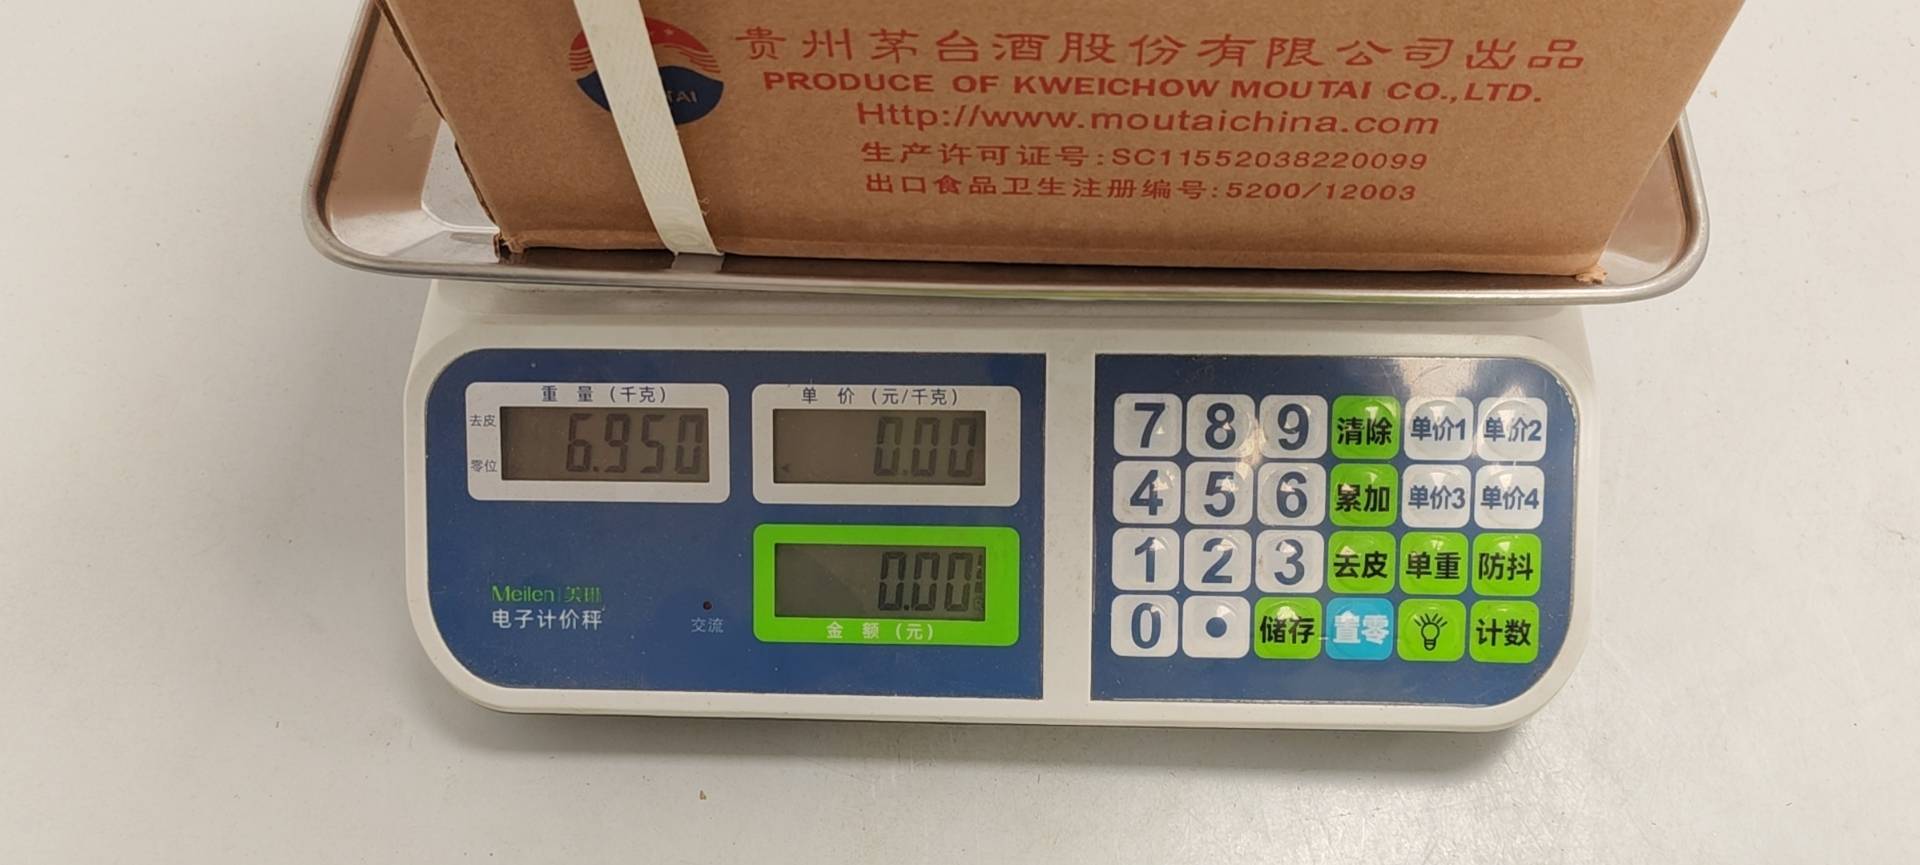 贵州茅台酒股份有限公司出品
TAI
PRODUCE OF KWEICHOW MOUTAI CO.,LTD.
Http://www.moutaichina.com
生产许可证号:SC11552038220099
出口食品卫生注册编号:5200/12003
重 量 (千克)
去皮
零位
6.950
单 价 (元/千克)
0.00
0.00
金 额 (元)
Meilen 美琳
电子计价秤
交流
7 8 9 清除 单价1 单价2
4 5 6 累加 单价3 单价4
1 2 3 去皮 单重 防抖
0 • 储存 置零 计数